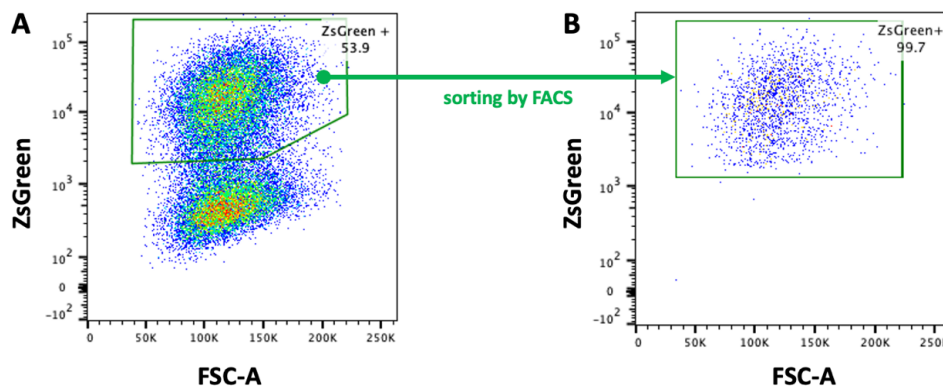 A
ZsGreen +
53.9
10^5
10^4
10^3
10^2
0
-10^2
ZsGreen
0 50K 100K 150K 200K 250K
FSC-A
sorting by FACS
B
ZsGreen+
99.7
10^5
10^4
10^3
10^2
0
-10^2
ZsGreen
0 50K 100K 150K 200K 250K
FSC-A